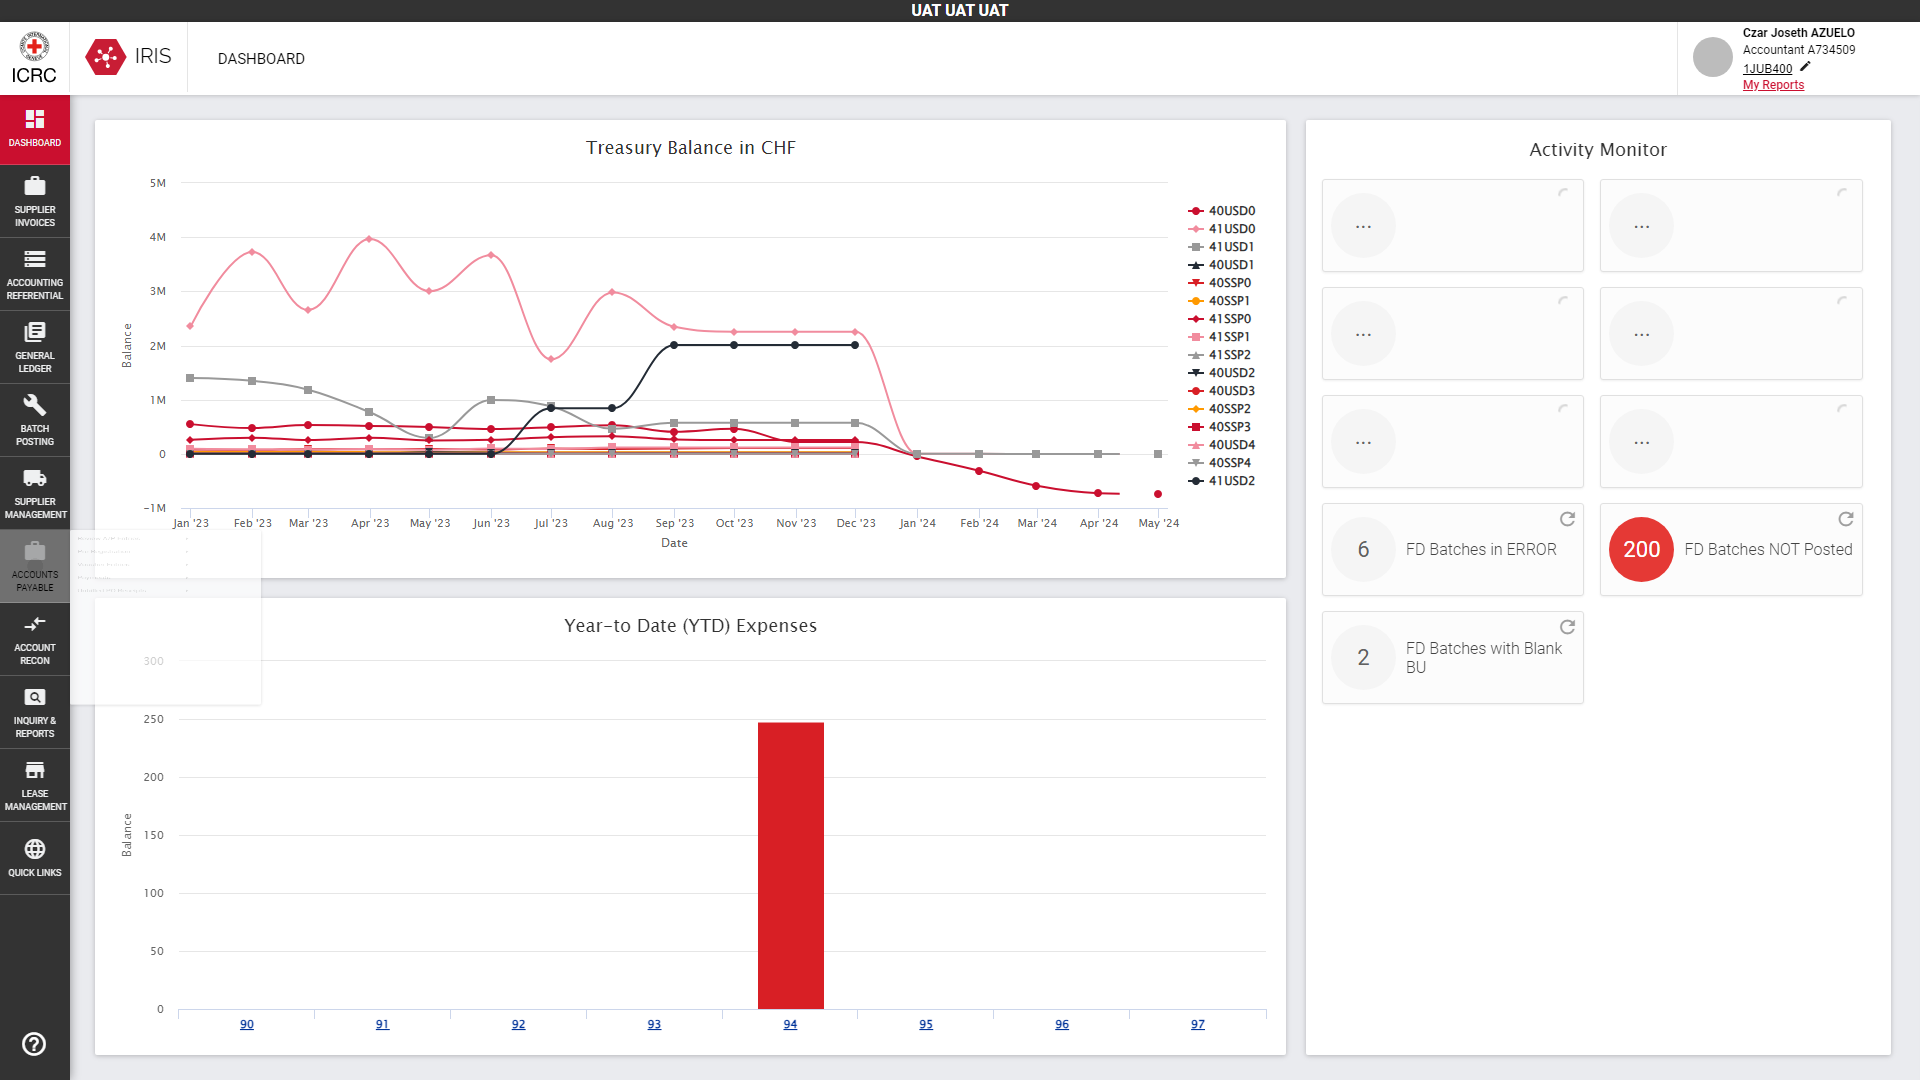 UAT UAT UAT
ICRC
IRIS
DASHBOARD
Czar Joseth AZUELO
Accountant A734509
1JUB400
My Reports
DASHBOARD
SUPPLIER
INVOICES
ACCOUNTING
REFERENTIAL
GENERAL
LEDGER
BATCH
POSTING
SUPPLIER
MANAGEMENT
ACCOUNTS
PAYABLE
ACCOUNT
RECON
INQUIRY &
REPORTS
LEASE
MANAGEMENT
QUICK LINKS
Treasury Balance in CHF
5M
4M
3M
2M
1M
0
-1M
Balance
Jan '23
Feb '23
Mar '23
Apr '23
May '23
Jun '23
Jul '23
Aug '23
Sep '23
Oct '23
Nov '23
Dec '23
Jan '24
Feb '24
Mar '24
Apr '24
May '24
Date
40USD0
41USD0
41USD1
40USD1
40SSP0
40SSP1
41SSP0
41SSP1
41SSP2
40USD2
40USD3
40SSP2
40SSP3
40USD4
40SSP4
41USD2
Year-to Date (YTD) Expenses
300
250
200
150
100
50
0
Balance
90
91
92
93
94
95
96
97
Activity Monitor
...
...
...
...
...
...
6
FD Batches in ERROR
200
FD Batches NOT Posted
2
FD Batches with Blank
BU